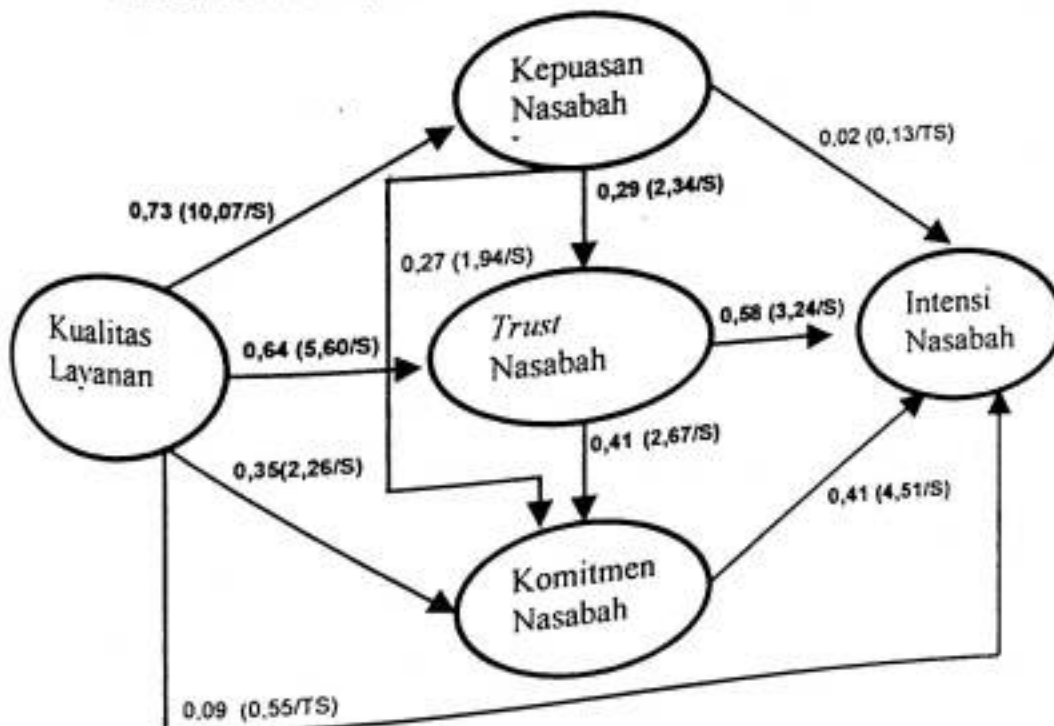 Kepuasan
Nasabah
0,02 (0,13/TS)
0,73 (10,07/S)
0,29 (2,34/S)
0,27 (1,94/S)
Kualitas
Layanan
0,64 (5,60/S)
Trust
Nasabah
0,58 (3,24/S)
Intensi
Nasabah
0,35(2,26/S)
0,41 (2,67/S)
0,41 (4,51/S)
Komitmen
Nasabah
0,09 (0,55/TS)